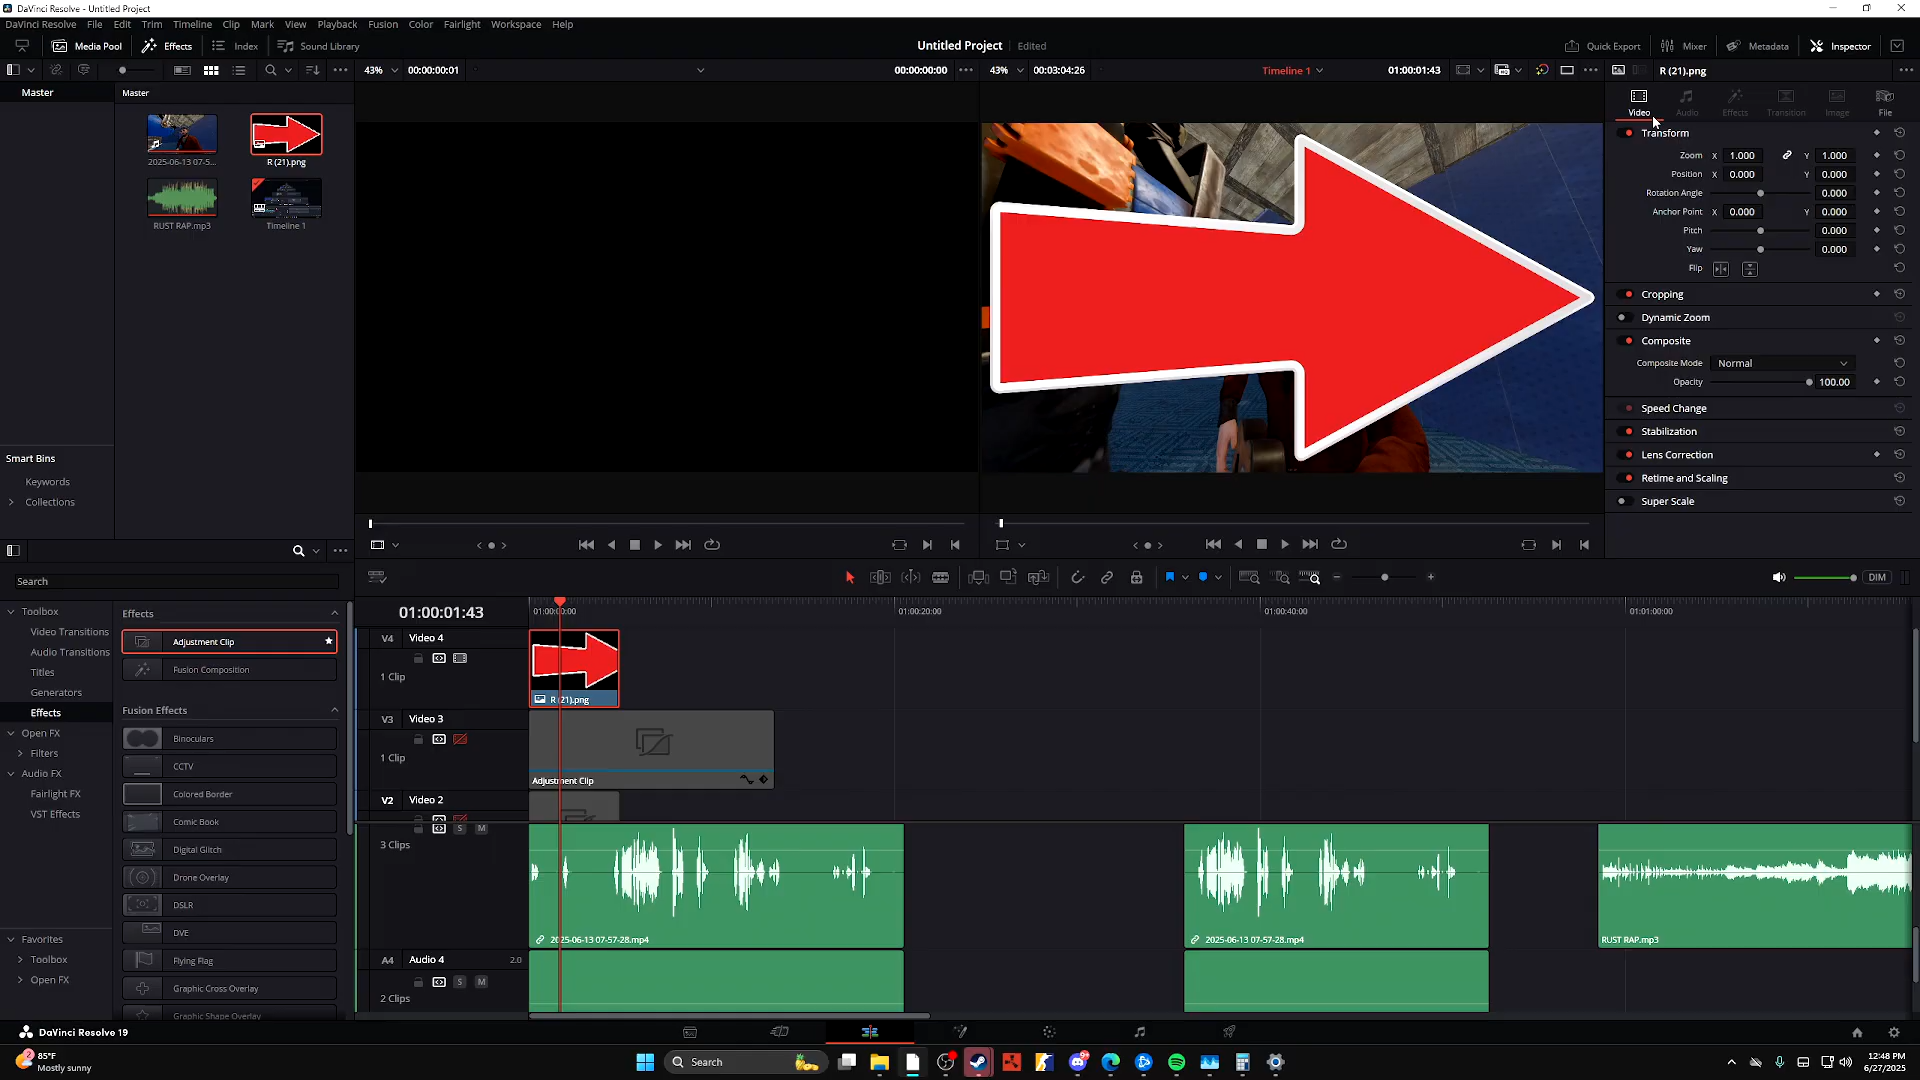 DaVinci Resolve - Untitled Project
DaVinci Resolve File Edit Trim Timeline Clip Mark View Playback Fusion Color Fairlight Workspace Help
Media Pool Effects Index Sound Library Untitled Project Edited Quick Export Mixer Metadata Inspector
43% 00:00:00:01 00:00:00:00 43% 00:03:04:26 Timeline 1 01:00:01:43 R (21).png
Master Master
Video Audio Effects Transition Image File
2025-06-13 07-5... R (21).png
RUST RAP.mp3 Timeline 1
Transform
Zoom X 1.000 Y 1.000
Position X 0.000 Y 0.000
Rotation Angle 0.000
Anchor Point X 0.000 Y 0.000
Pitch 0.000
Yaw 0.000
Flip
Cropping
Dynamic Zoom
Composite
Composite Mode Normal
Opacity 100.00
Speed Change
Stabilization
Lens Correction
Retime and Scaling
Super Scale
Smart Bins
Keywords
Collections
Search
DIM
Toolbox
Video Transitions
Audio Transitions
Titles
Generators
Effects
Open FX
Filters
Audio FX
Fairlight FX
VST Effects
Favorites
Toolbox
Open FX
Effects
Adjustment Clip
Fusion Composition
Fusion Effects
Binoculars
CCTV
Colored Border
Comic Book
Digital Glitch
Drone Overlay
DSLR
DVE
Flying Flag
Graphic Cross Overlay
Graphic Shape Overlay
01:00:01:43 01:00:00:00 01:00:20:00 01:00:40:00 01:01:00:00
V4 Video 4
1 Clip
R (21).png
V3 Video 3
1 Clip
Adjustment Clip
V2 Video 2
S M
3 Clips
2025-06-13 07-57-28.mp4 2025-06-13 07-57-28.mp4 RUST RAP.mp3
A4 Audio 4 2.0
S M
2 Clips
DaVinci Resolve 19
85°F
Mostly sunny
Search
12:48 PM
6/27/2025